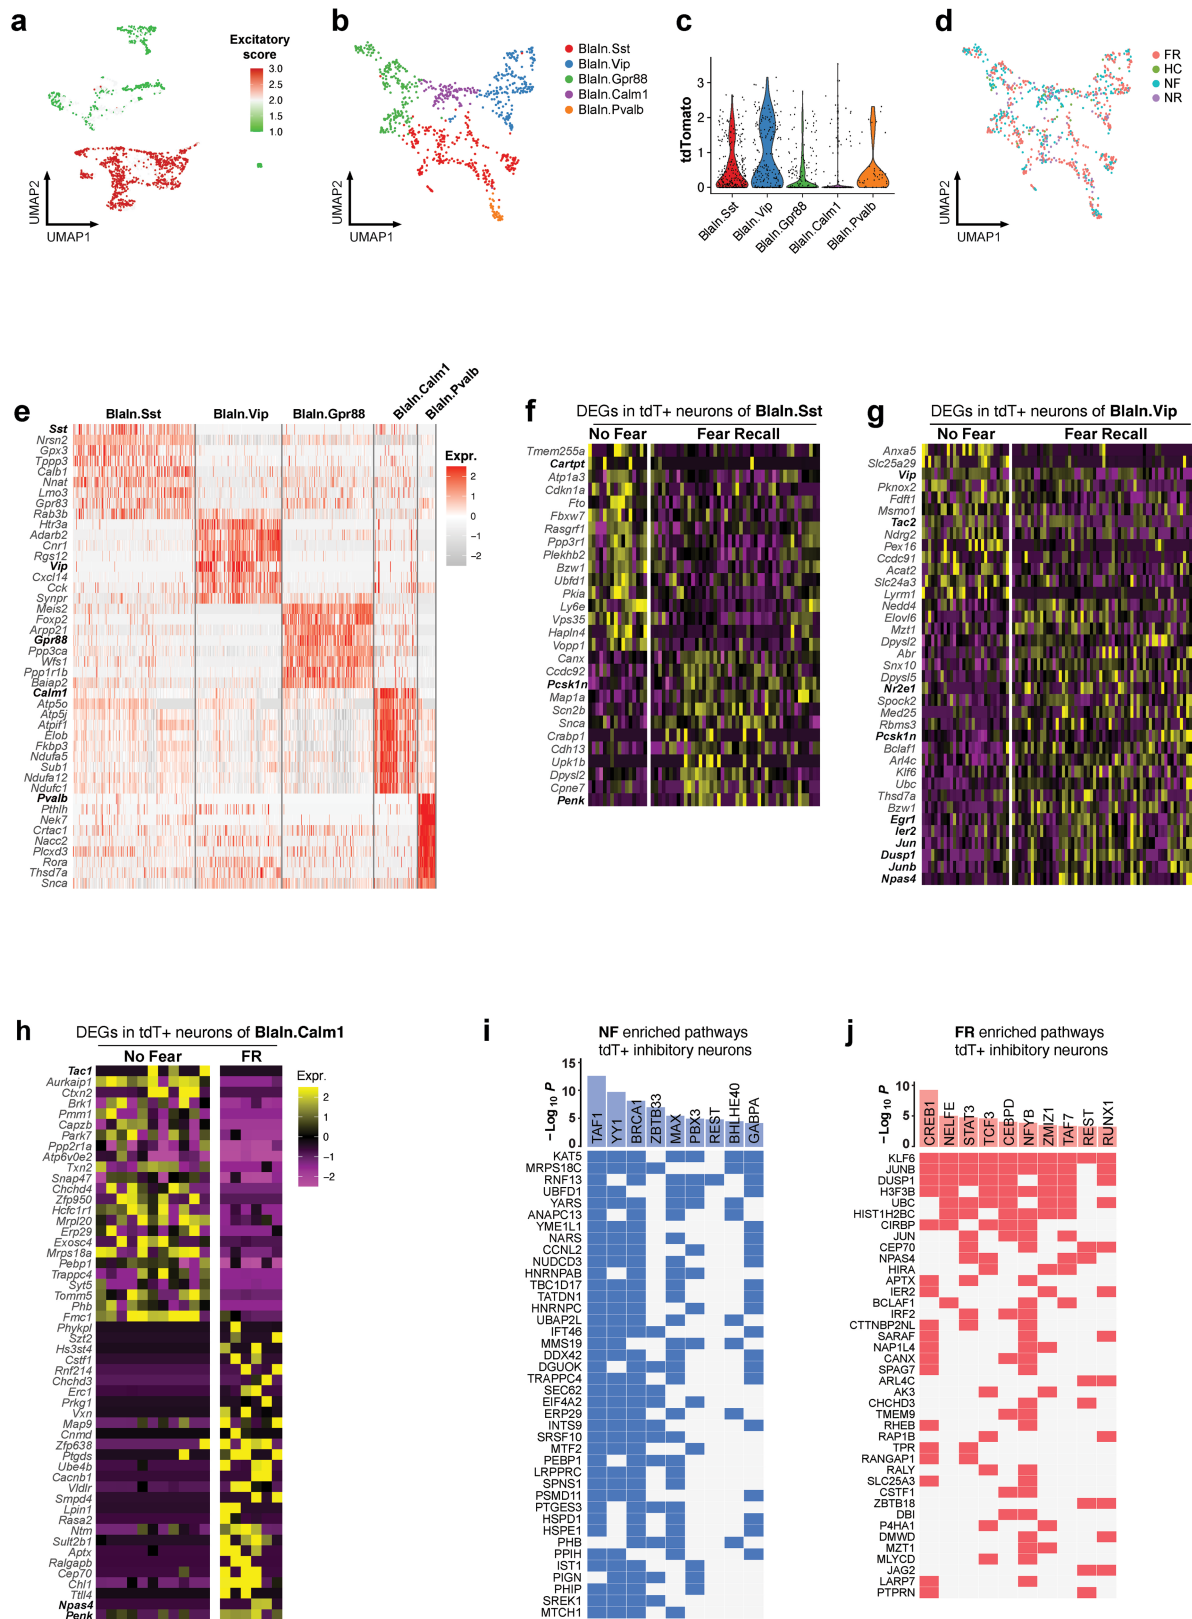 a
Excitatory
score
3.0
2.5
2.0
1.5
1.0
UMAP2
UMAP1
b
BlaIn.Sst
BlaIn.Vip
BlaIn.Gpr88
BlaIn.Calm1
BlaIn.Pvalb
UMAP2
UMAP1
c
tdTomato
3
2
1
0
BlaIn.Sst
BlaIn.Vip
BlaIn.Gpr88
BlaIn.Calm1
BlaIn.Pvalb
d
FR
HC
NF
NR
UMAP2
UMAP1
e
BlaIn.Sst
BlaIn.Vip
BlaIn.Gpr88
BlaIn.Calm1
BlaIn.Pvalb
Sst
Nrsn2
Gpx3
Tppp3
Calb1
Nnat
Lmo3
Gpr83
Rab3b
Htr3a
Adarb2
Cnr1
Rgs12
Vip
Cxcl14
Cck
Synpr
Meis2
Foxp2
Arpp21
Gpr88
Ppp3ca
Wfs1
Ppp1r1b
Baiap2
Calm1
Atp5o
Atp5j
Atpif1
Elob
Fkbp3
Ndufa5
Sub1
Ndufa12
Ndufc1
Pvalb
Pthlh
Nek7
Crtac1
Nacc2
Plcxd3
Rora
Thsd7a
Snca
Expr.
2
1
0
−1
−2
f
DEGs in tdT+ neurons of BlaIn.Sst
No Fear
Fear Recall
Tmem255a
Cartpt
Atp1a3
Cdkn1a
Fto
Fbxw7
Rasgrf1
Ppp3r1
Plekhb2
Bzw1
Ubfd1
Pkia
Ly6e
Vps35
Hapln4
Vopp1
Canx
Ccdc92
Pcsk1n
Map1a
Scn2b
Snca
Crabp1
Cdh13
Upk1b
Dpysl2
Cpne7
Penk
g
DEGs in tdT+ neurons of BlaIn.Vip
No Fear
Fear Recall
Anxa5
Slc25a29
Vip
Pknox2
Fdft1
Msmo1
Tac2
Ndrg2
Pex16
Ccdc91
Acat2
Slc24a3
Lyrm1
Nedd4
Elovl6
Mzt1
Dpysl2
Abr
Snx10
Dpysl5
Nr2e1
Spock2
Med25
Rbms3
Pcsk1n
Bclaf1
Arl4c
Klf6
Ubc
Thsd7a
Bzw1
Egr1
Ier2
Jun
Dusp1
Junb
Npas4
h
DEGs in tdT+ neurons of BlaIn.Calm1
No Fear
FR
Tac1
Aurkaip1
Ctxn2
Brk1
Pmm1
Capzb
Park7
Ppp2r1a
Atp6v0e2
Txn2
Snap47
Chchd4
Zfp950
Hcfc1r1
Mrpl20
Erp29
Exosc4
Mrps18a
Pebp1
Trappc4
Syt5
Tomm5
Phb
Fmc1
Phykpl
Szt2
Hs3st4
Cstf1
Rnf214
Chchd3
Erc1
Prkg1
Vxn
Map9
Cnmd
Zfp638
Ptgds
Ube4b
Cacnb1
Vldlr
Smpd4
Lpin1
Rasa2
Ntm
Sult2b1
Aptx
Ralgapb
Cep70
Chl1
Ttll4
Npas4
Penk
Expr.
2
1
0
−1
−2
i
NF enriched pathways
tdT+ inhibitory neurons
−Log10 P
15
10
5
0
TAF1
YY1
BRCA1
ZBTB33
MAX
PBX3
REST
BHLHE40
GABPA
KAT5
MRPS18C
RNF13
UBFD1
YARS
ANAPC13
YME1L1
NARS
CCNL2
NUDCD3
HNRNPAB
TBC1D17
TATDN1
HNRNPC
UBAP2L
IFT46
MMS19
DDX42
DGUOK
TRAPPC4
SEC62
EIF4A2
ERP29
INTS9
SRSF10
MTF2
PEBP1
LRPPRC
SPNS1
PSMD11
PTGES3
HSPD1
HSPE1
PHB
PPIH
IST1
PIGN
PHIP
SREK1
MTCH1
j
FR enriched pathways
tdT+ inhibitory neurons
−Log10 P
10
5
0
CREB1
NELFE
STAT3
TCF3
CEBPD
NFYB
ZMIZ1
TAF7
REST
RUNX1
KLF6
JUNB
DUSP1
H3F3B
UBC
HIST1H2BC
CIRBP
JUN
CEP70
NPAS4
HIRA
APTX
IER2
BCLAF1
IRF2
CTTNBP2NL
SARAF
NAP1L4
CANX
SPAG7
ARL4C
AK3
CHCHD3
TMEM9
RHEB
RAP1B
TPR
RANGAP1
RALY
SLC25A3
CSTF1
ZBTB18
DBI
P4HA1
DMWD
MZT1
MLYCD
JAG2
LARP7
PTPRN